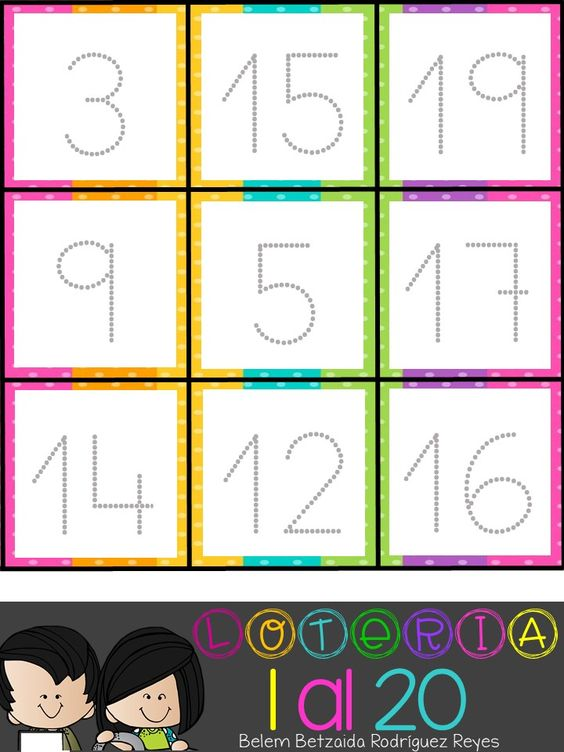 3 15 19
9 5 17
14 12 16
LOTERIA
1 al 20
Belem Betzaida Rodríguez Reyes